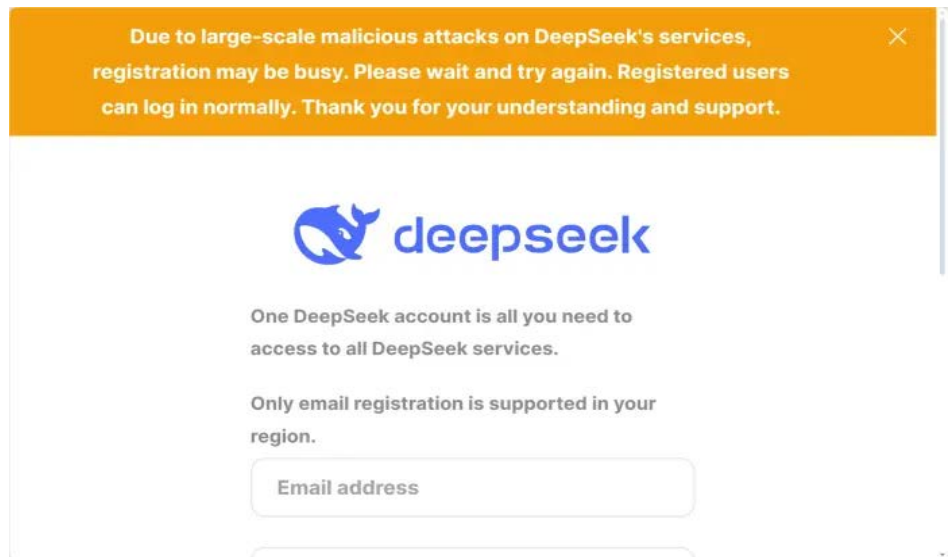 Due to large-scale malicious attacks on DeepSeek's services,
registration may be busy. Please wait and try again. Registered users
can log in normally. Thank you for your understanding and support.
deepseek
One DeepSeek account is all you need to
access to all DeepSeek services.
Only email registration is supported in your
region.
Email address